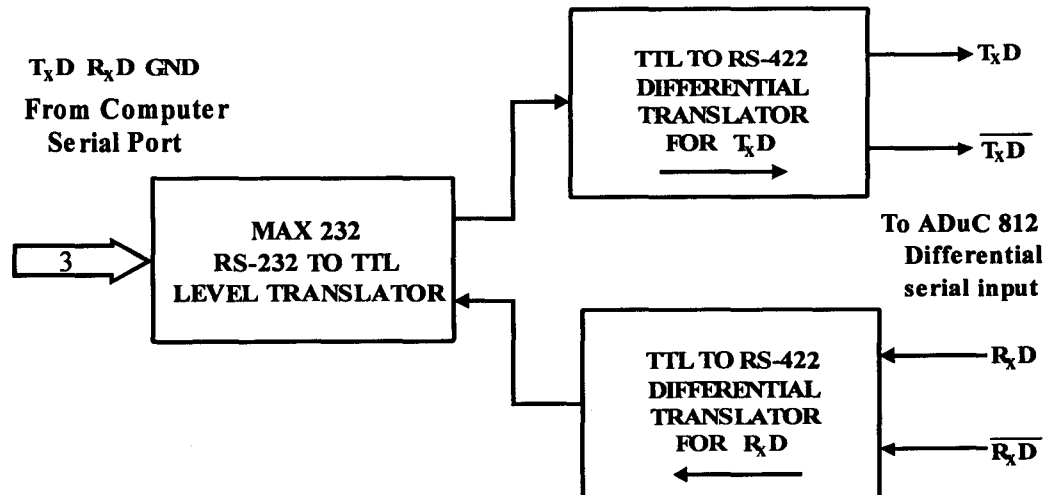 TxD RxD GND
From Computer
Serial Port
3
MAX 232
RS-232 TO TTL
LEVEL TRANSLATOR
TTL TO RS-422
DIFFERENTIAL
TRANSLATOR
FOR TxD
TxD
T̅x̅D̅
To ADuC 812
Differential
serial input
TTL TO RS-422
DIFFERENTIAL
TRANSLATOR
FOR RxD
RxD
R̅x̅D̅